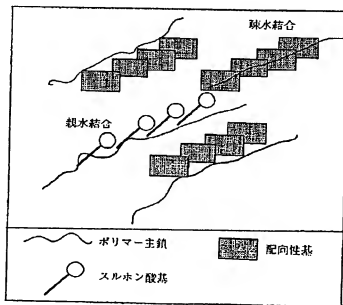 疎水結合
親水結合
ポリマー主鎖
配向性基
スルホン酸基